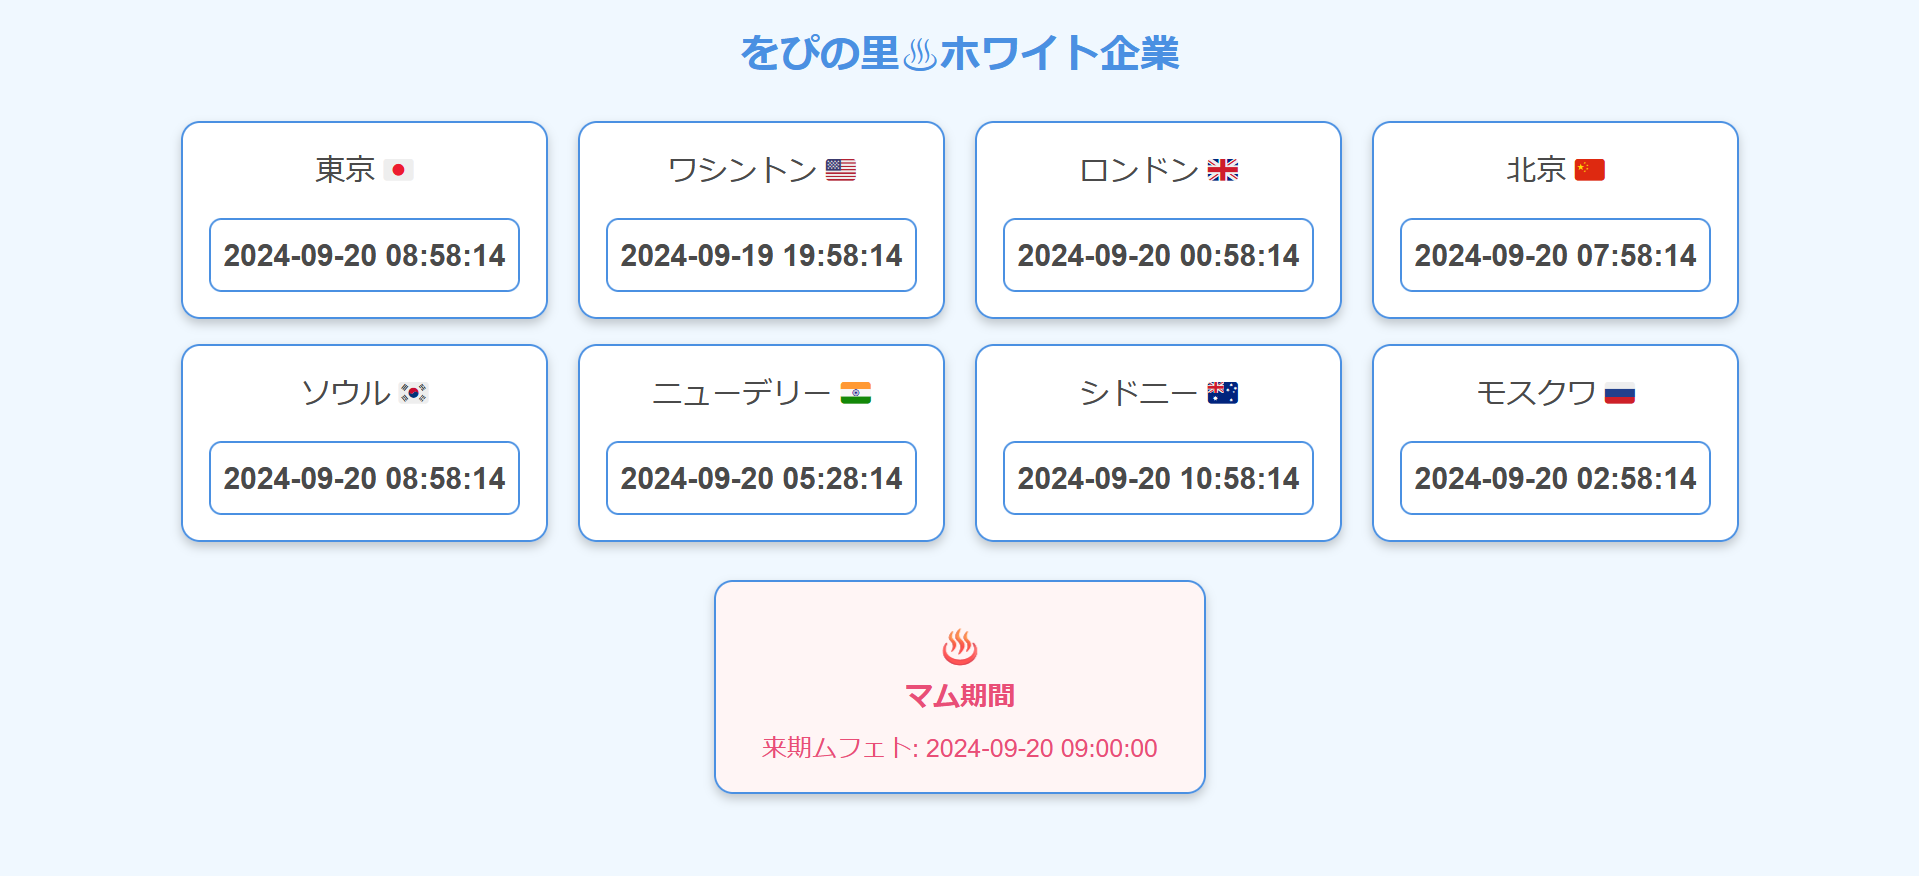 をぴの里♨ホワイト企業
東京 🇯🇵
2024-09-20 08:58:14
ワシントン 🇺🇸
2024-09-19 19:58:14
ロンドン 🇬🇧
2024-09-20 00:58:14
北京 🇨🇳
2024-09-20 07:58:14
ソウル 🇰🇷
2024-09-20 08:58:14
ニューデリー 🇮🇳
2024-09-20 05:28:14
シドニー 🇦🇺
2024-09-20 10:58:14
モスクワ 🇷🇺
2024-09-20 02:58:14
♨
マム期間
来期ムフェト: 2024-09-20 09:00:00